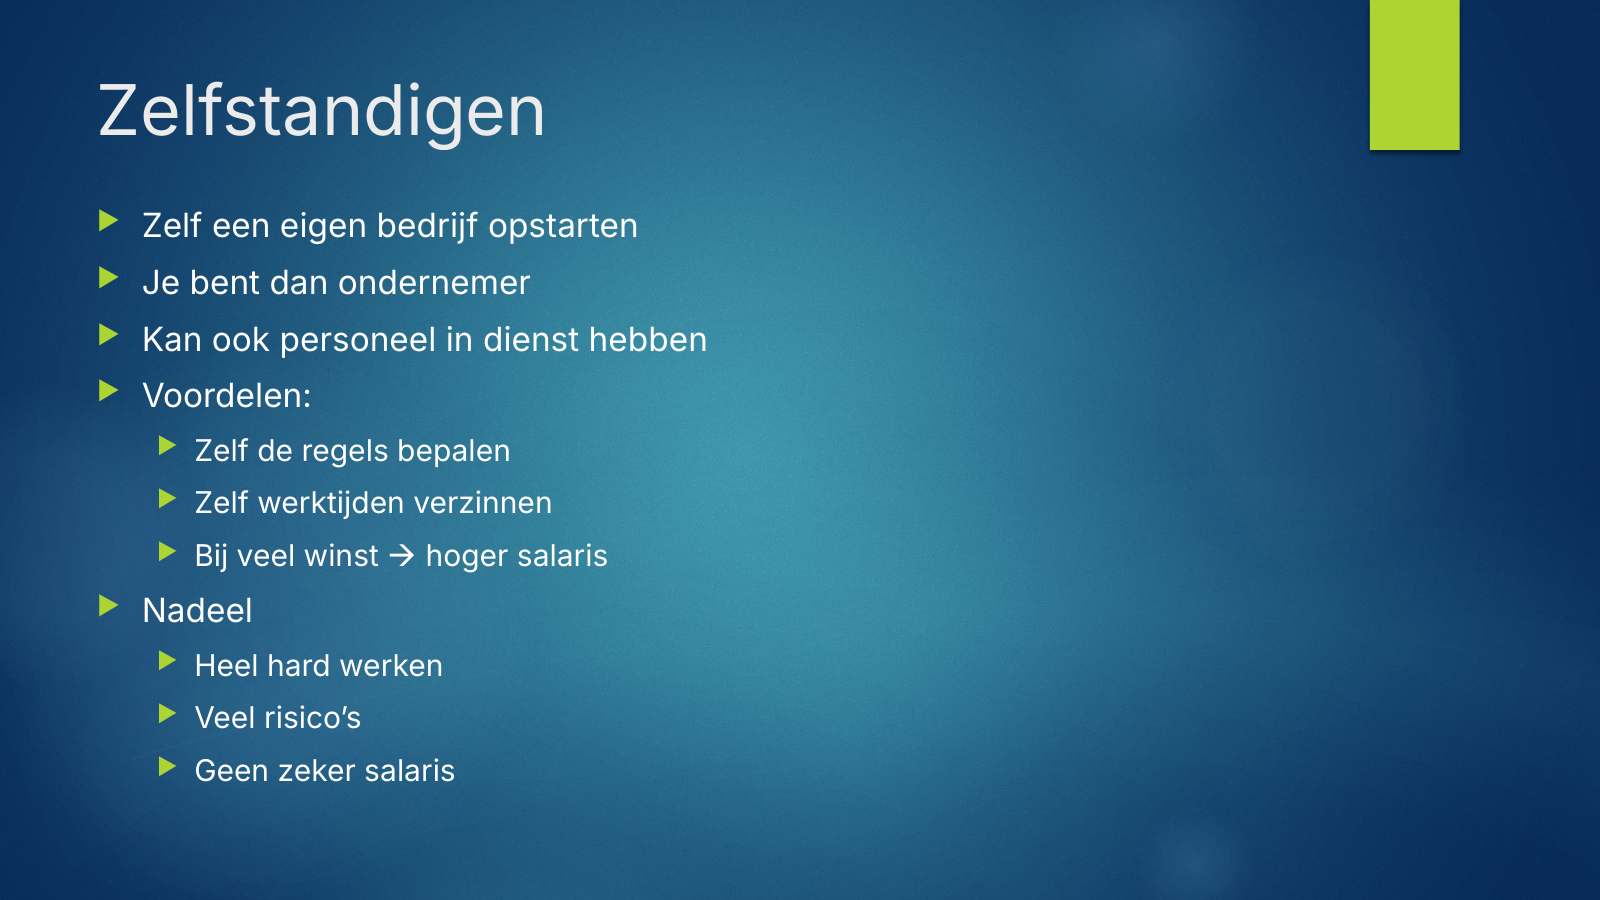 Zelfstandigen
Zelf een eigen bedrijf opstarten
Je bent dan ondernemer
Kan ook personeel in dienst hebben
Voordelen:
Zelf de regels bepalen
Zelf werktijden verzinnen
Bij veel winst → hoger salaris
Nadeel
Heel hard werken
Veel risico’s
Geen zeker salaris